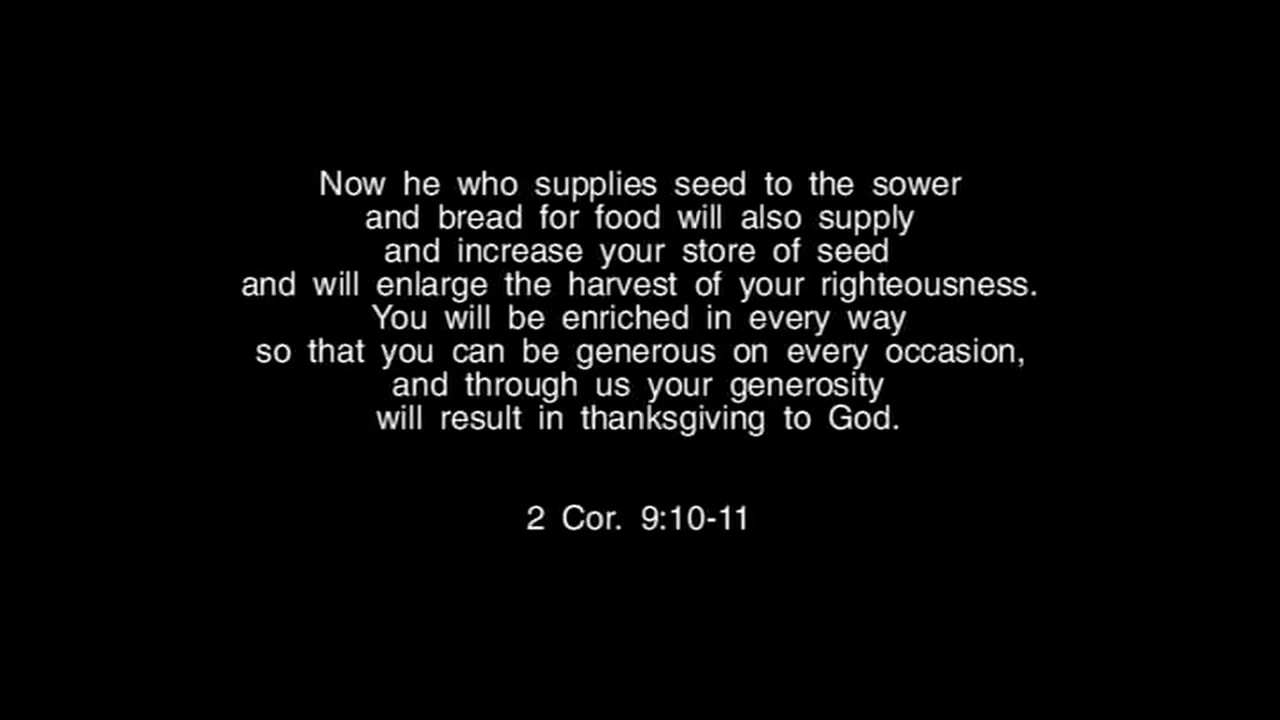 Now he who supplies seed to the sower
and bread for food will also supply
and increase your store of seed
and will enlarge the harvest of your righteousness.
You will be enriched in every way
so that you can be generous on every occasion,
and through us your generosity
will result in thanksgiving to God.
2 Cor. 9:10-11